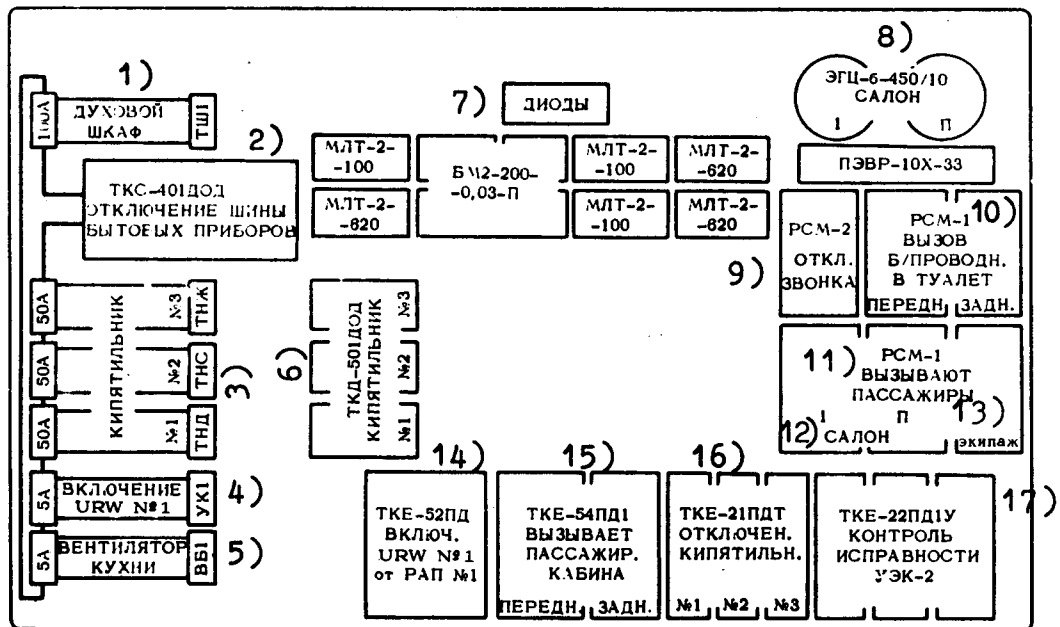 1)
100А
ДУХОВОЙ
ШКАФ
ТШ1
2)
ТКС-401ДОД
ОТКЛЮЧЕНИЕ ШИНЫ
БЫТОВЫХ ПРИБОРОВ
7)
ДИОДЫ
МЛТ-2-
-100
БМ2-200-
-0,03-П
МЛТ-2-
-100
МЛТ-2-
-620
МЛТ-2-
-620
МЛТ-2-
-100
МЛТ-2-
-620
8)
ЭГЦ-6-450/10
САЛОН
1 П
ПЭВР-10Х-33
9)
РСМ-2
ОТКЛ.
ЗВОНКА
10)
РСМ-1
ВЫЗОВ
Б/ПРОВОДН.
В ТУАЛЕТ
ПЕРЕДН. ЗАДН.
50А
№3
ТНЖ
50А
КИПЯТИЛЬНИК
№2
ТНС
3)
50А
№1
ТНД
6)
ТКД-501ДОД
КИПЯТИЛЬНИК
№3
№2
№1
11)
РСМ-1
ВЫЗЫВАЮТ
ПАССАЖИРЫ
12)
1 П
САЛОН
13)
экипаж
5А
ВКЛЮЧЕНИЕ
URW №1
УК1
4)
5А
ВЕНТИЛЯТОР
КУХНИ
ВБ1
5)
14)
ТКЕ-52ПД
ВКЛЮЧ.
URW №1
от РАП №1
15)
ТКЕ-54ПД1
ВЫЗЫВАЕТ
ПАССАЖИР.
КАБИНА
ПЕРЕДН. ЗАДН.
16)
ТКЕ-21ПДТ
ОТКЛЮЧЕН.
КИПЯТИЛЬН.
№1 №2 №3
17)
ТКЕ-22ПД1У
КОНТРОЛЬ
ИСПРАВНОСТИ
УЭК-2